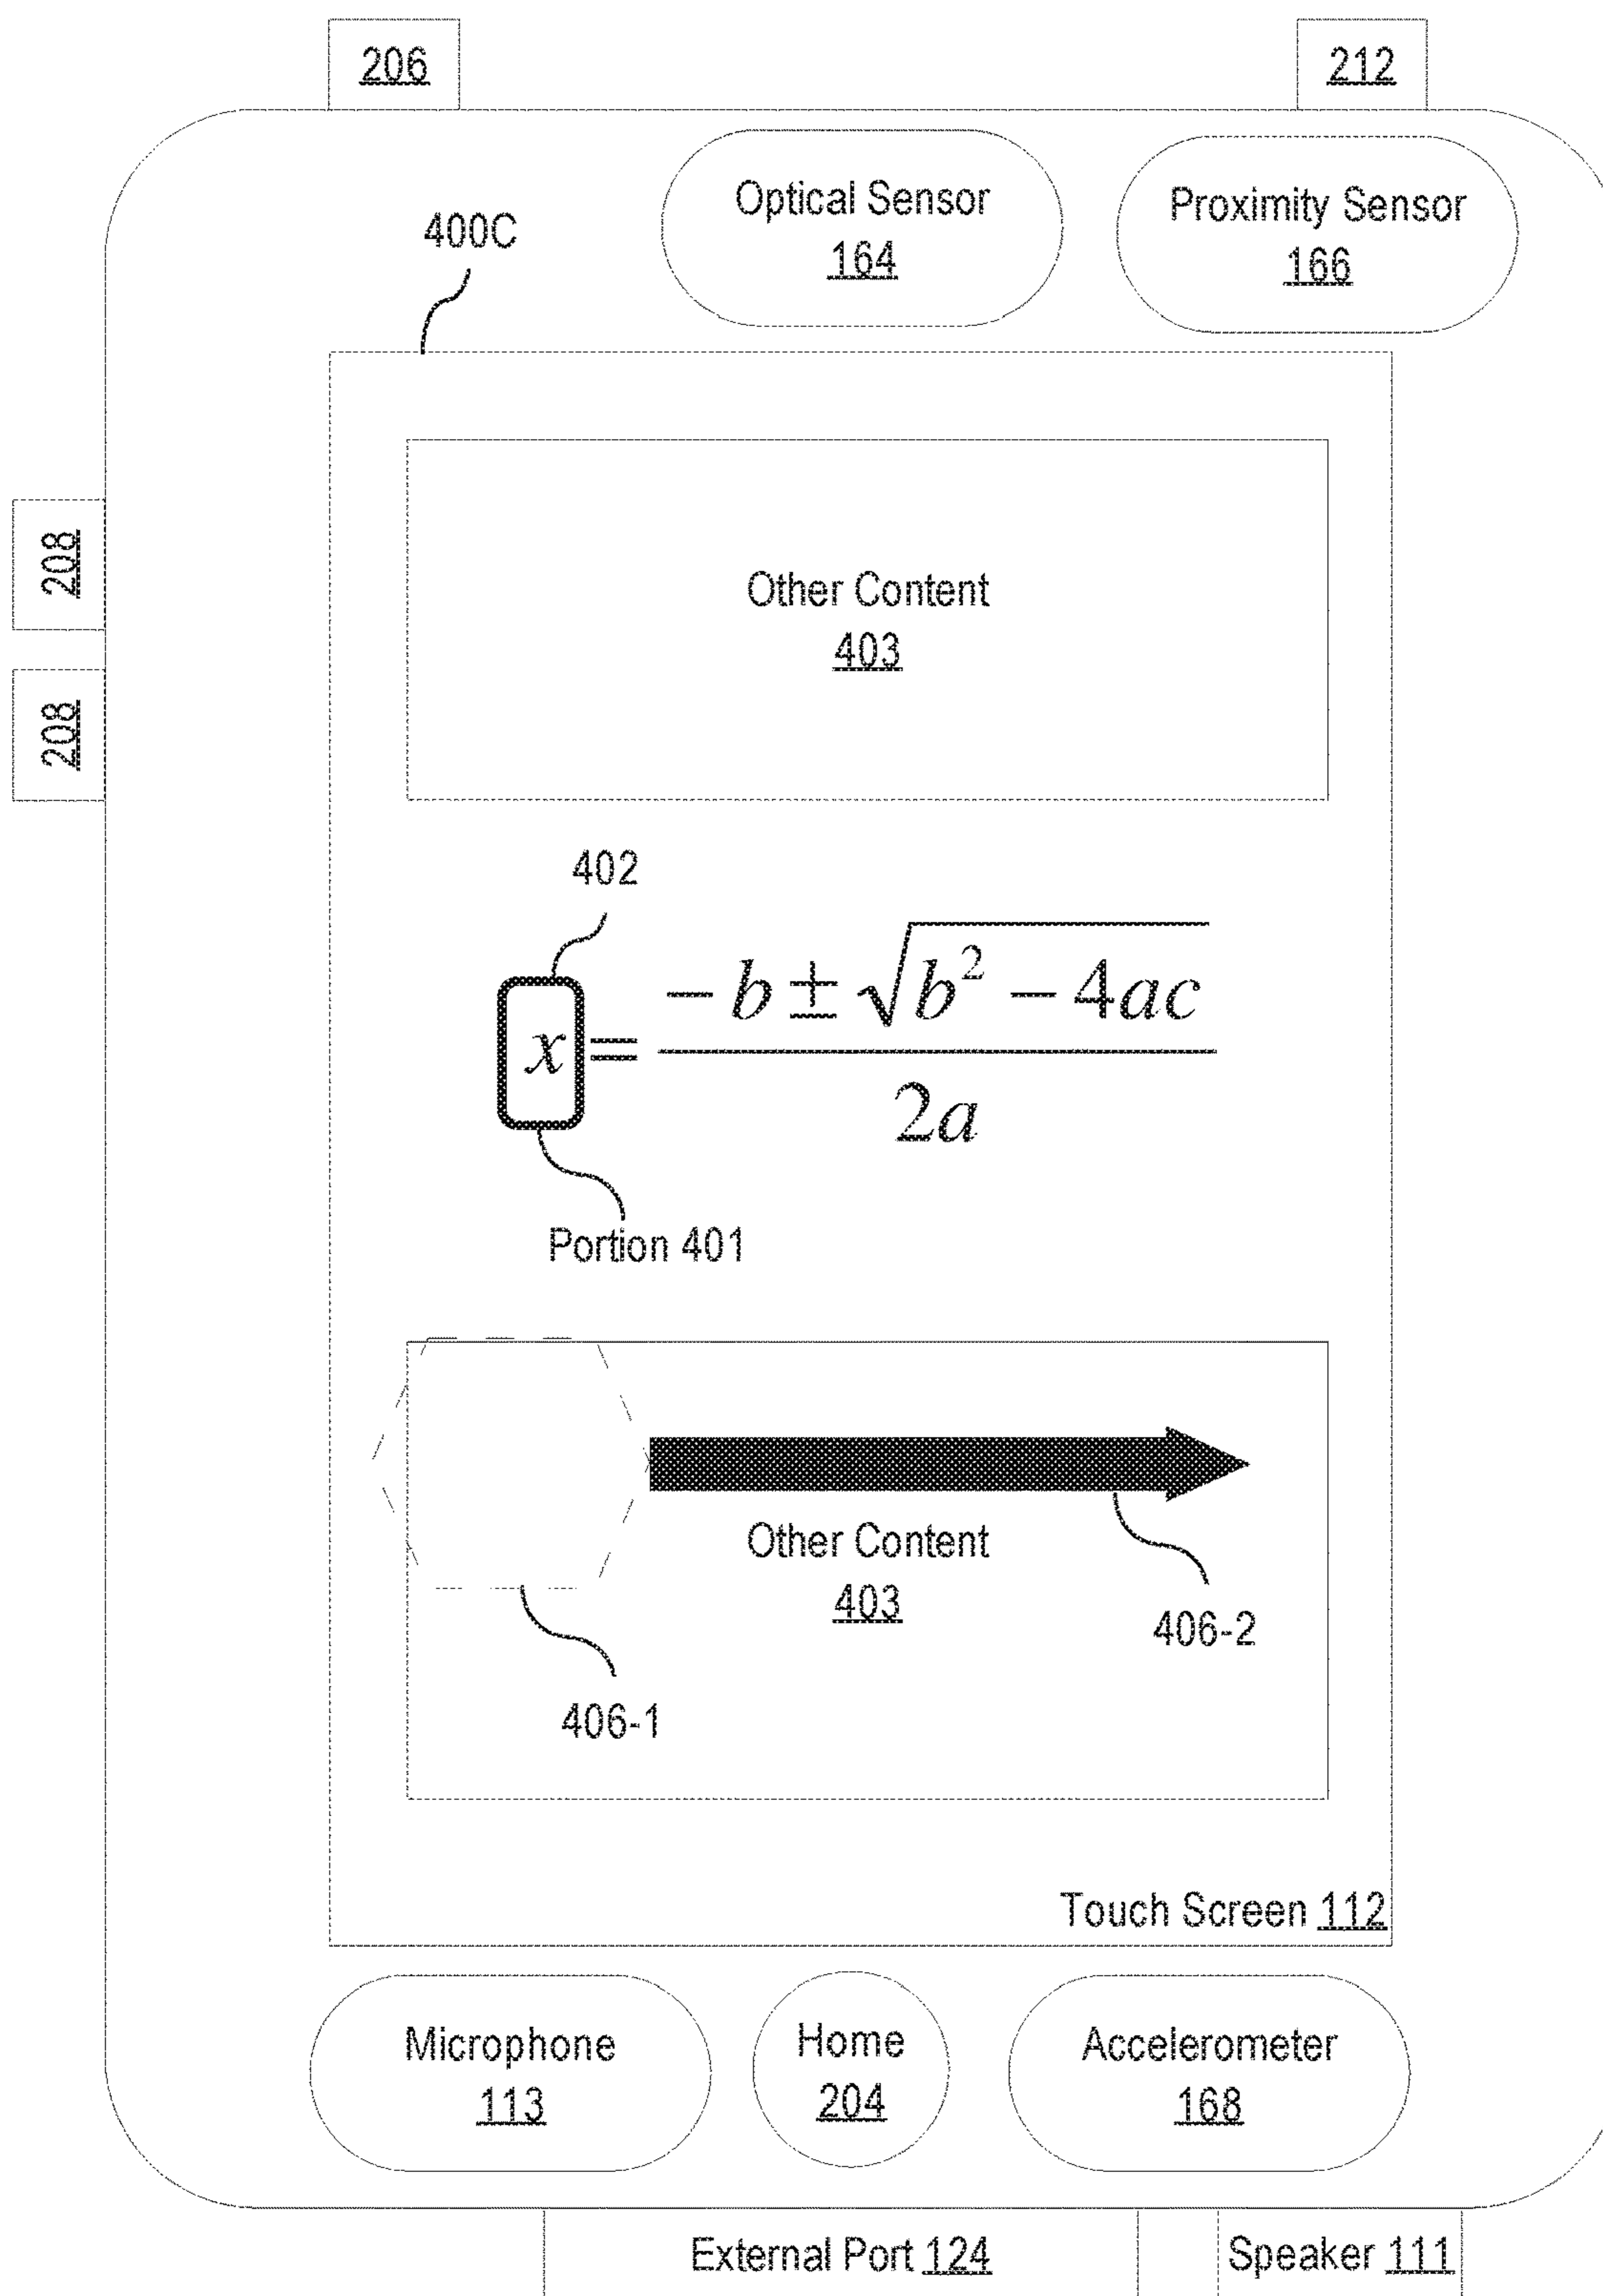 206
212
Optical Sensor
164
Proximity Sensor
166
400C
208
Other Content
403
208
402
x = −b ± √b² − 4ac
2a
Portion 401
Other Content
403
406-2
406-1
Touch Screen 112
Microphone
113
Home
204
Accelerometer
168
External Port 124
Speaker 111